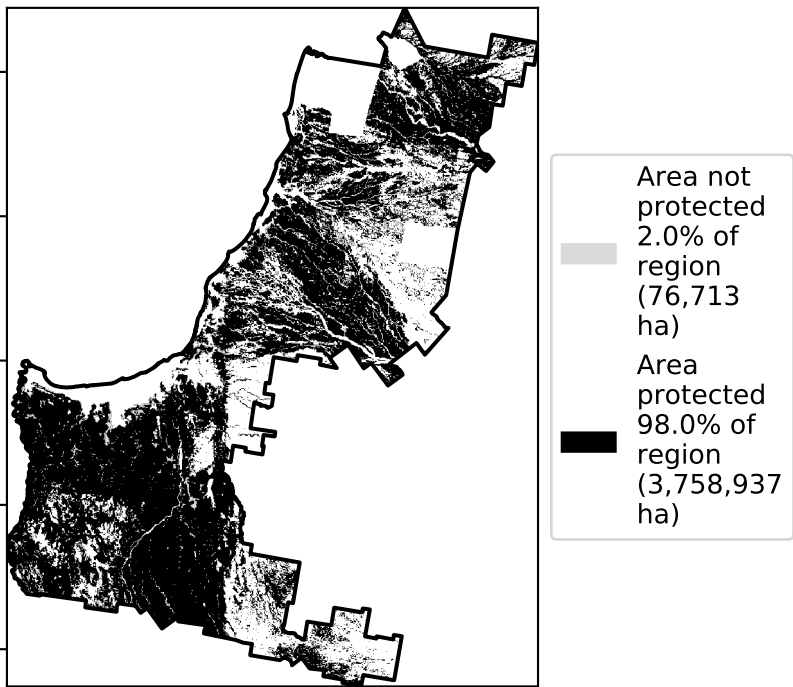 Area not
protected
2.0% of
region
(76,713
ha)
Area
protected
98.0% of
region
(3,758,937
ha)